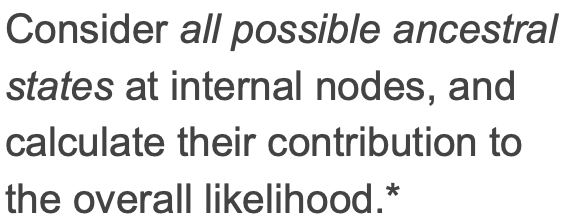 Consider all possible ancestral
states at internal nodes, and
calculate their contribution to
the overall likelihood.*